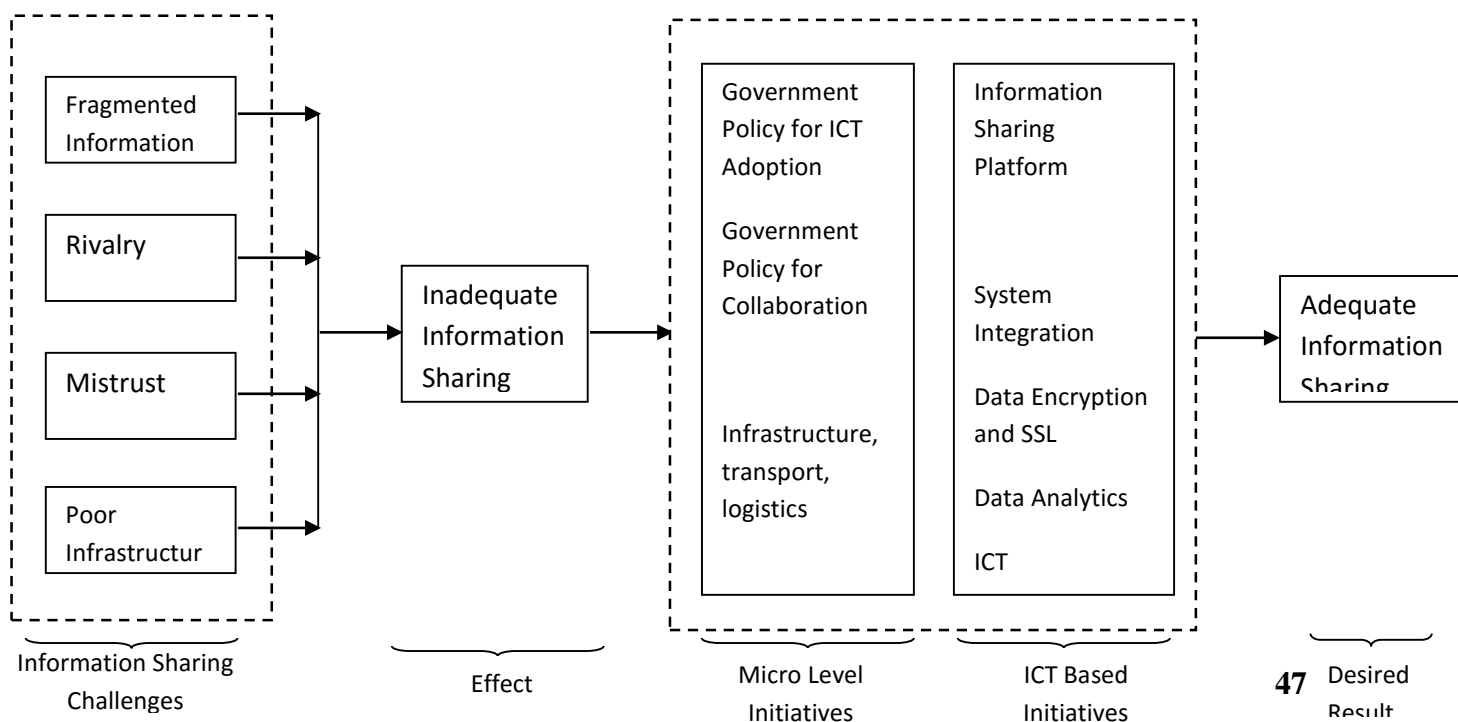 Fragmented
Information
Rivalry
Mistrust
Poor
Infrastructur
Information Sharing
Challenges
Inadequate
Information
Sharing
Effect
Government
Policy for ICT
Adoption
Government
Policy for
Collaboration
Infrastructure,
transport,
logistics
Micro Level
Initiatives
Information
Sharing
Platform
System
Integration
Data Encryption
and SSL
Data Analytics
ICT
ICT Based
Initiatives
Adequate
Information
Sharing
47
Desired
Result